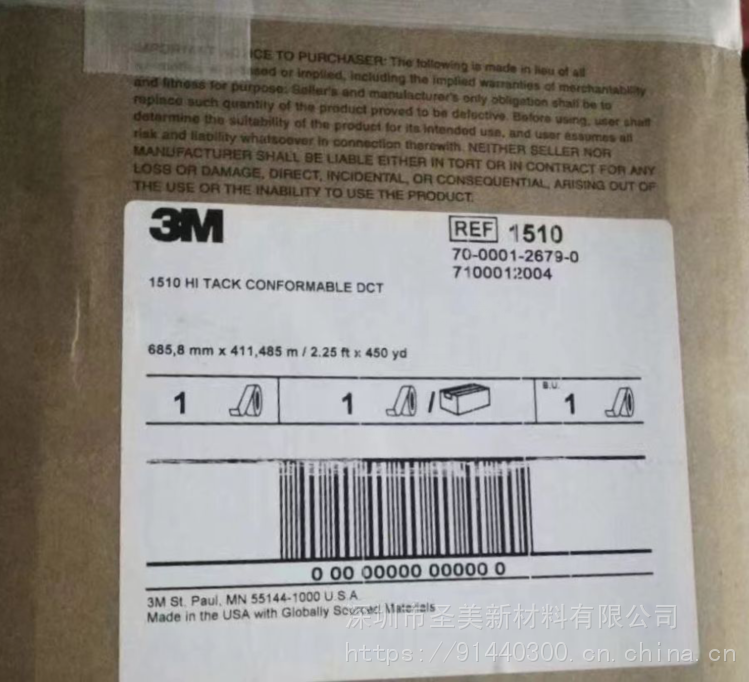 IMPORTANT NOTICE TO PURCHASER: The following is made in lieu of all
or implied, including the implied warranties of merchantability
and fitness for purpose: Seller's and manufacturer's only obligation shall be to
replace such quantity of the product proved to be defective. Before using, user shall
determine the suitability of the product for its intended use, and user assumes all
risk and liability whatsoever in connection therewith. NEITHER SELLER NOR
MANUFACTURER SHALL BE LIABLE EITHER IN TORT OR IN CONTRACT FOR ANY
LOSS OR DAMAGE, DIRECT, INCIDENTAL, OR CONSEQUENTIAL, ARISING OUT OF
THE USE OR THE INABILITY TO USE THE PRODUCT.
3M
REF 1510
70-0001-2679-0
7100012004
1510 HI TACK CONFORMABLE DCT
685,8 mm x 411,485 m / 2.25 ft x 450 yd
1 1 / B.U. 1
0 00 00000 00000 0
3M St. Paul, MN 55144-1000 U.S.A.
Made in the USA with Globally Sourced Materials
深圳市圣美新材料有限公司
https://91440300.cn.china.cn